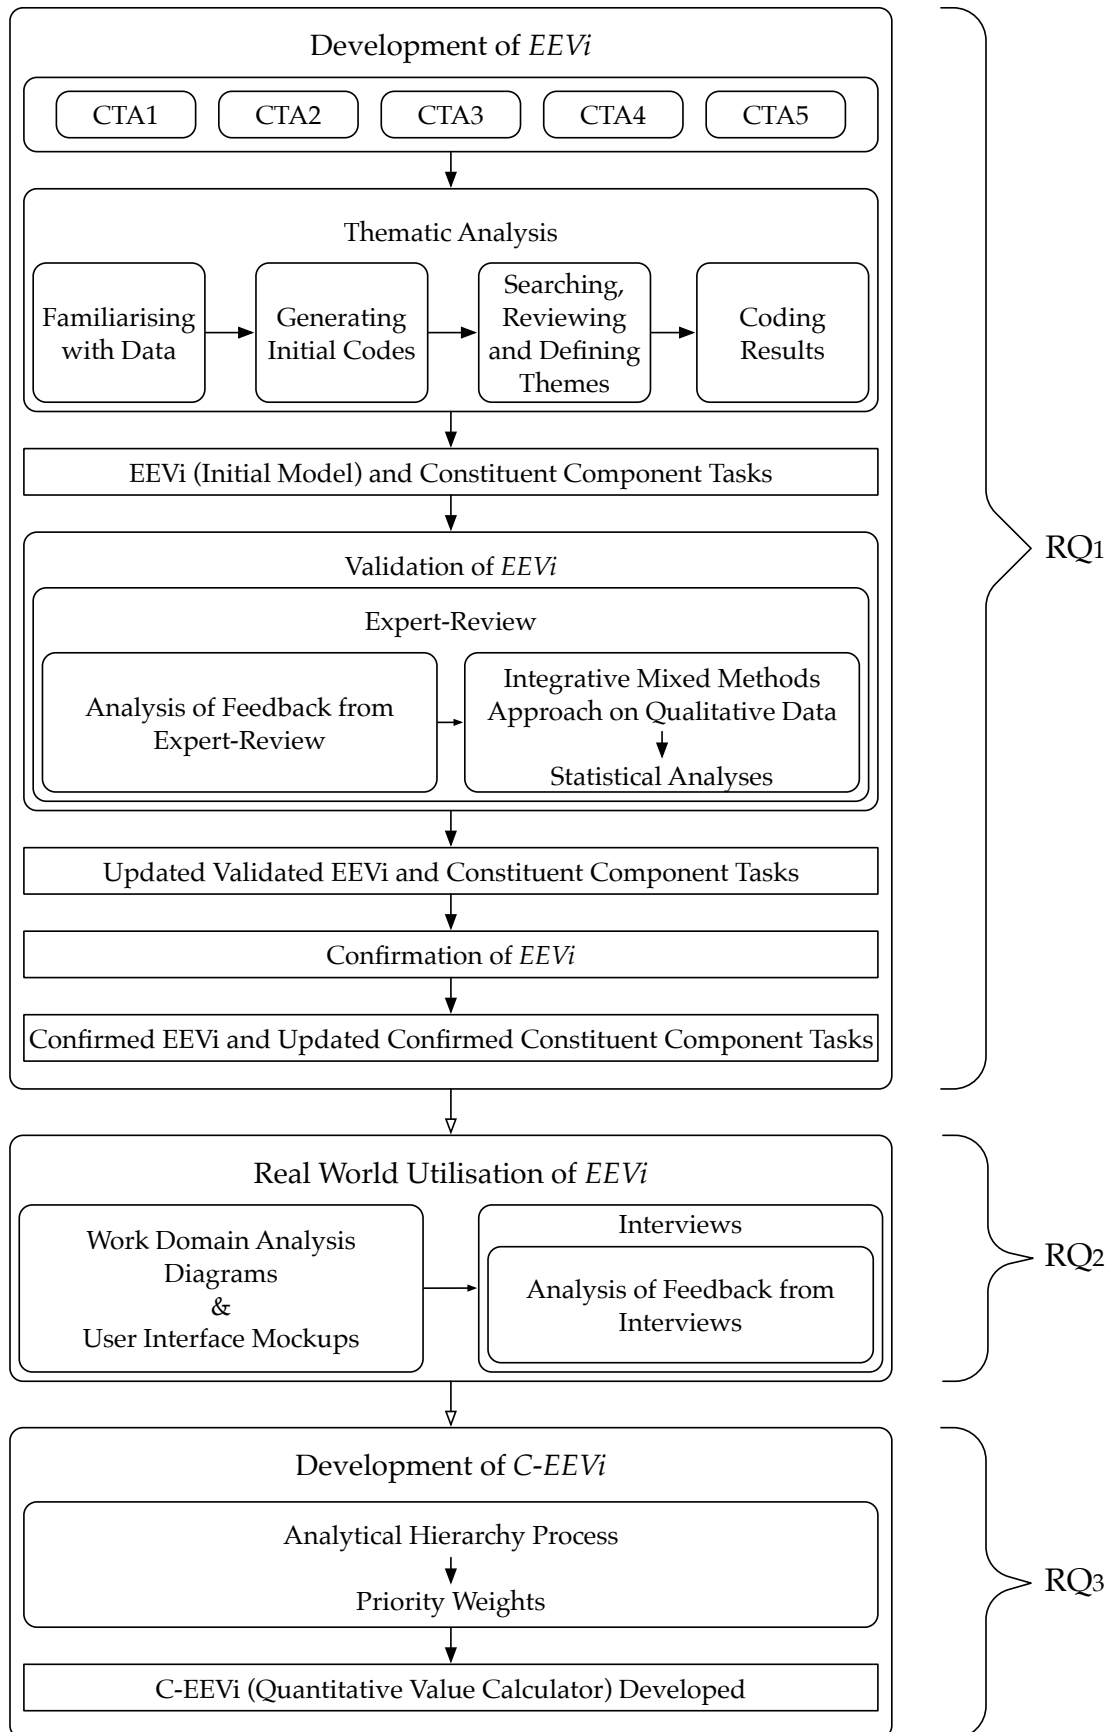 Development of EEVi
CTA1
CTA2
CTA3
CTA4
CTA5
Thematic Analysis
Familiarising
with Data
Generating
Initial Codes
Searching,
Reviewing
and Defining
Themes
Coding
Results
EEVi (Initial Model) and Constituent Component Tasks
Validation of EEVi
Expert-Review
Analysis of Feedback from
Expert-Review
Integrative Mixed Methods
Approach on Qualitative Data
Statistical Analyses
Updated Validated EEVi and Constituent Component Tasks
Confirmation of EEVi
Confirmed EEVi and Updated Confirmed Constituent Component Tasks
RQ1
Real World Utilisation of EEVi
Work Domain Analysis
Diagrams
&
User Interface Mockups
Interviews
Analysis of Feedback from
Interviews
RQ2
Development of C-EEVi
Analytical Hierarchy Process
Priority Weights
C-EEVi (Quantitative Value Calculator) Developed
RQ3